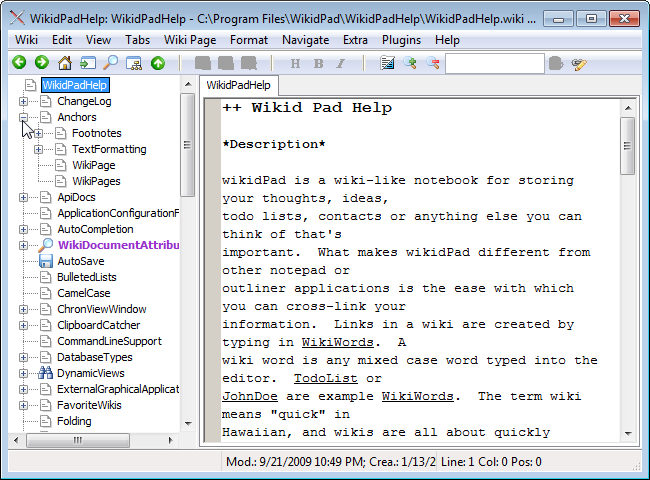 WikidPadHelp: WikidPadHelp - C:\Program Files\WikidPad\WikidPadHelp\WikidPadHelp.wiki ...
Wiki Edit View Tabs Wiki Page Format Navigate Extra Plugins Help
H B I
WikidPadHelp
ChangeLog
Anchors
Footnotes
TextFormatting
WikiPage
WikiPages
ApiDocs
ApplicationConfigurationF
AutoCompletion
WikiDocumentAttribu
AutoSave
BulletedLists
CamelCase
ChronViewWindow
ClipboardCatcher
CommandLineSupport
DatabaseTypes
DynamicViews
ExternalGraphicalApplicat
FavoriteWikis
Folding
WikidPadHelp
++ Wikid Pad Help
*Description*
wikidPad is a wiki-like notebook for storing
your thoughts, ideas,
todo lists, contacts or anything else you can
think of that's
important.  What makes wikidPad different from
other notepad or
outliner applications is the ease with which
you can cross-link your
information.  Links in a wiki are created by
typing in WikiWords.  A
wiki word is any mixed case word typed into the
editor.  TodoList or
JohnDoe are example WikiWords.  The term wiki
means "quick" in
Hawaiian, and wikis are all about quickly
Mod.: 9/21/2009 10:49 PM; Crea.: 1/13/2 Line: 1 Col: 0 Pos: 0